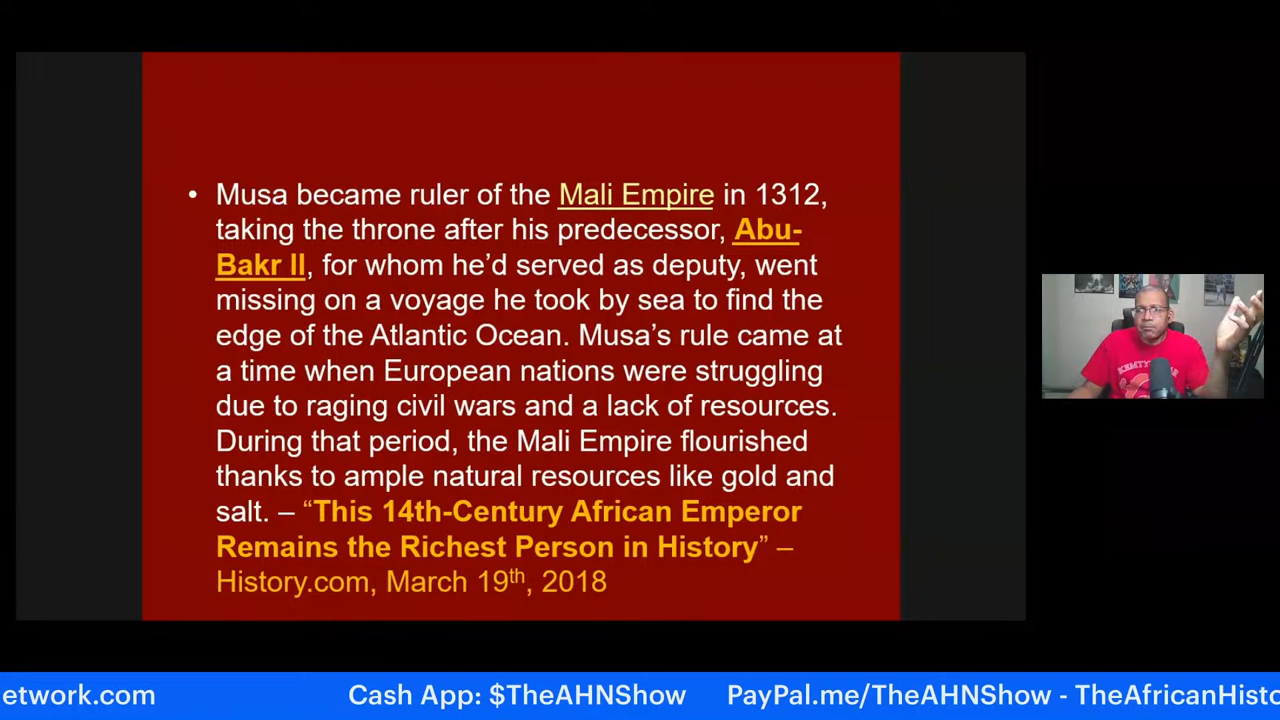 • Musa became ruler of the Mali Empire in 1312,
taking the throne after his predecessor, Abu-
Bakr II, for whom he’d served as deputy, went
missing on a voyage he took by sea to find the
edge of the Atlantic Ocean. Musa’s rule came at
a time when European nations were struggling
due to raging civil wars and a lack of resources.
During that period, the Mali Empire flourished
thanks to ample natural resources like gold and
salt. – “This 14th-Century African Emperor
Remains the Richest Person in History” –
History.com, March 19th, 2018
etwork.com Cash App: $TheAHNShow PayPal.me/TheAHNShow - TheAfricanHisto